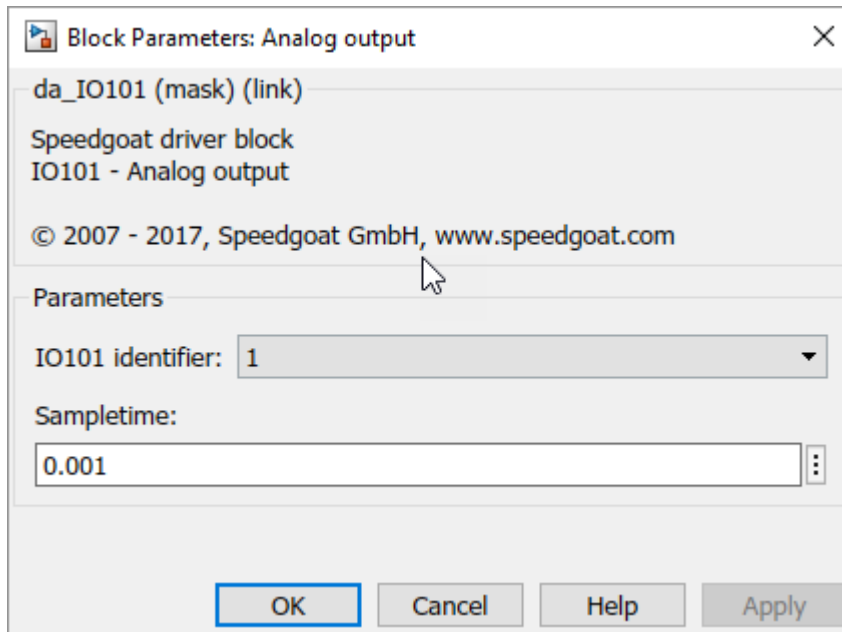 Block Parameters: Analog output
da_IO101 (mask) (link)
Speedgoat driver block
IO101 - Analog output
© 2007 - 2017, Speedgoat GmbH, www.speedgoat.com
Parameters
IO101 identifier: 1
Sampletime:
0.001
OK Cancel Help Apply